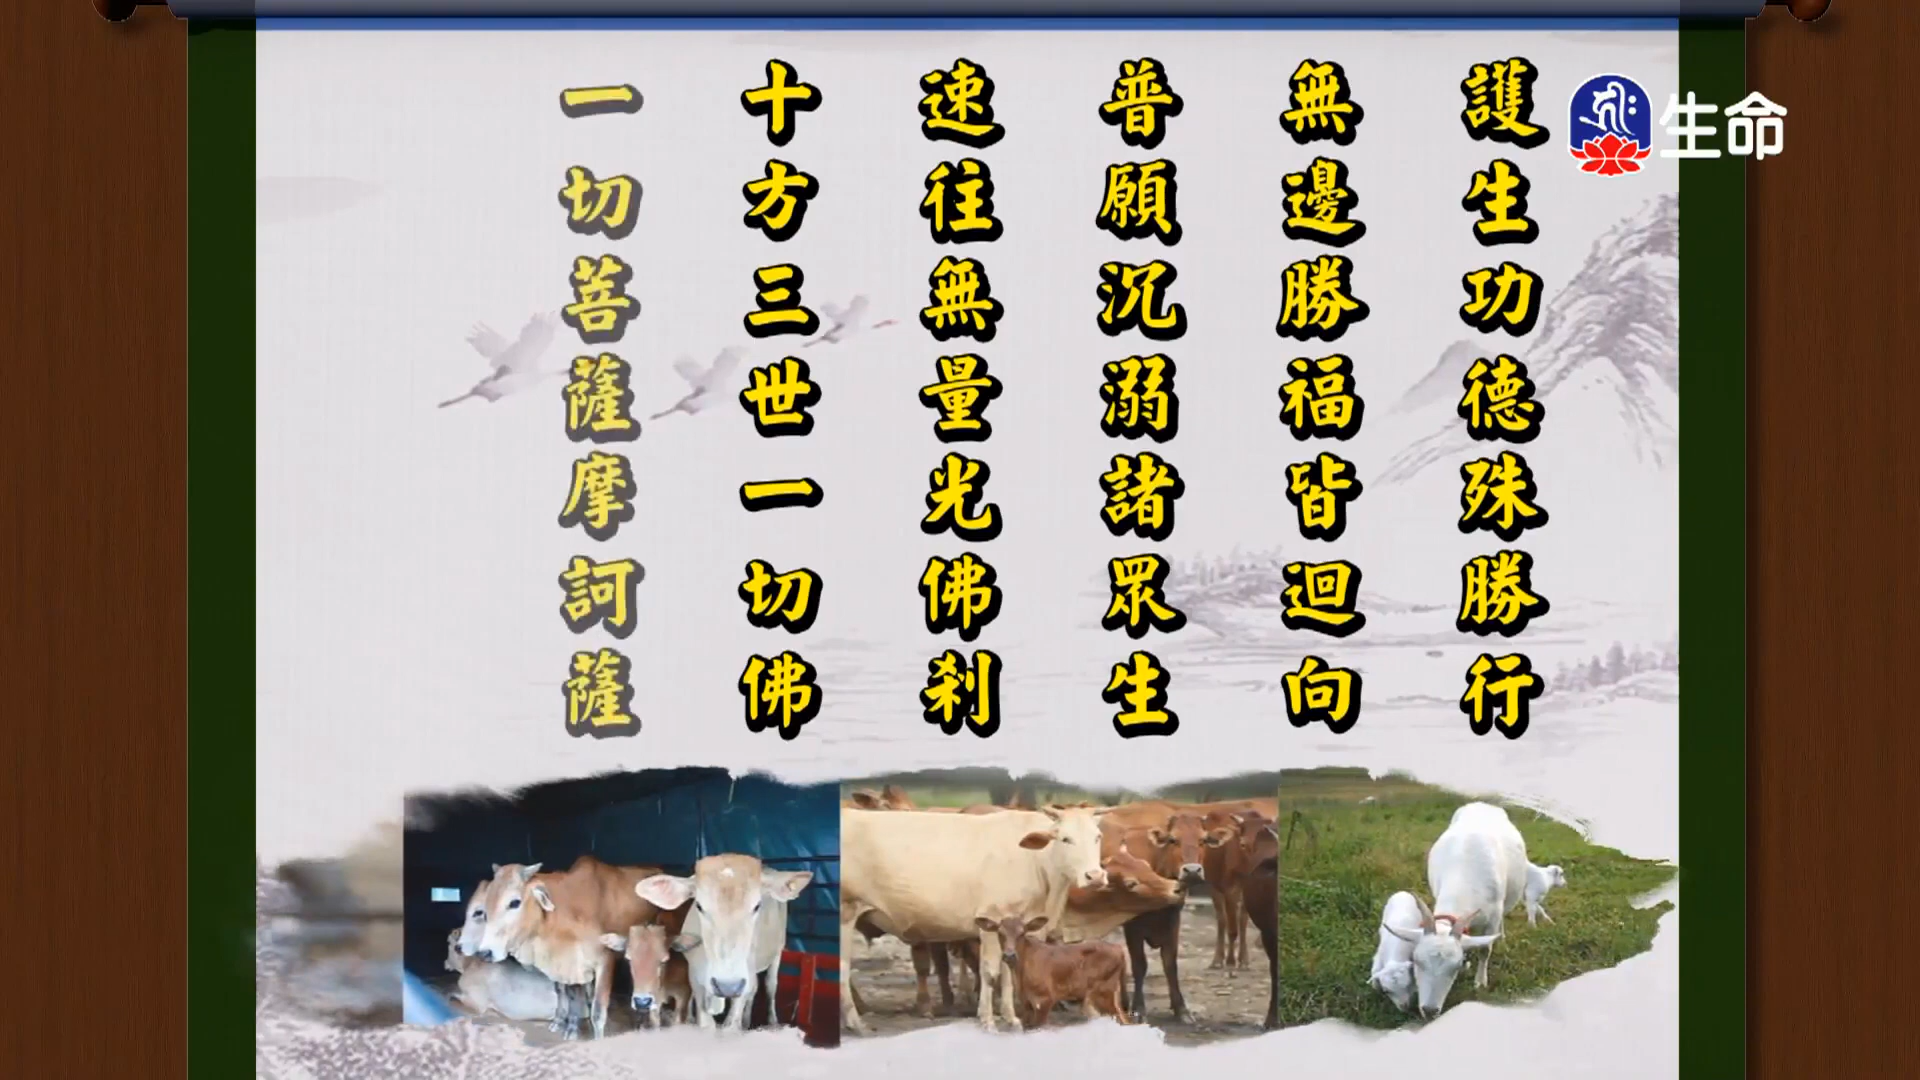 護生功德殊勝行
無邊勝福皆迴向
普願沉溺諸眾生
速往無量光佛剎
十方三世一切佛
一切菩薩摩訶薩
生命